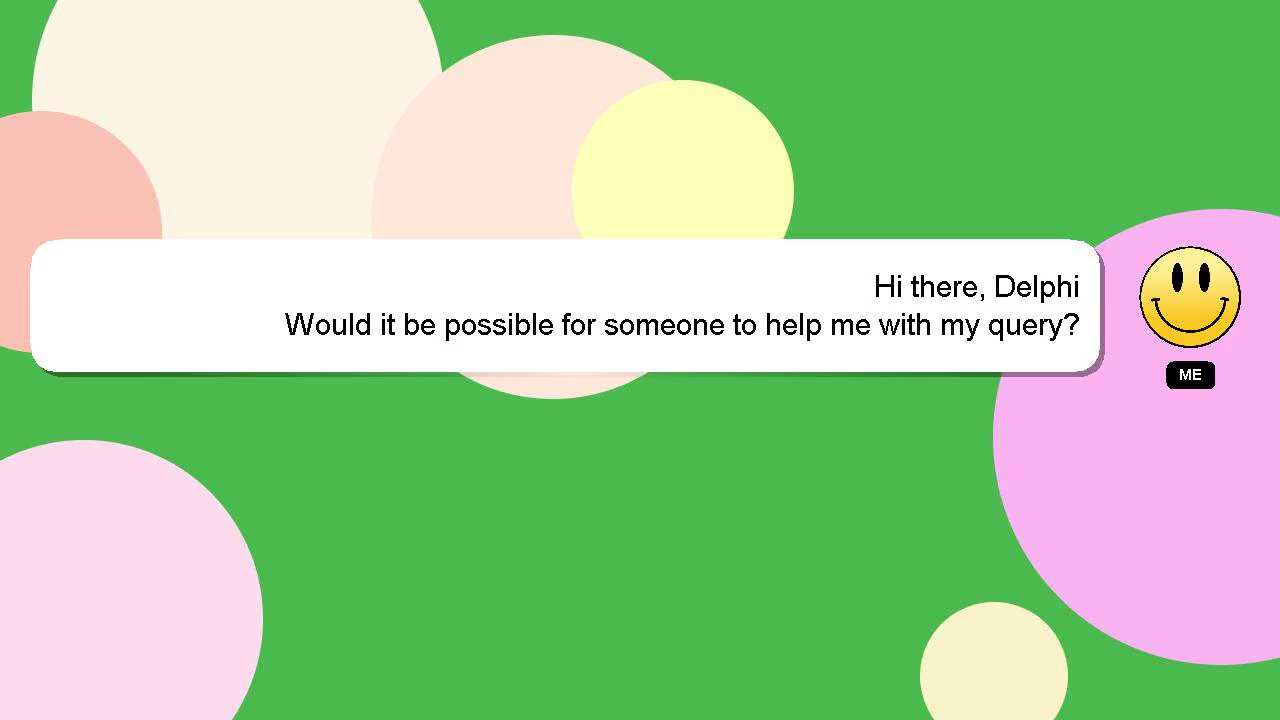 Hi there, Delphi
Would it be possible for someone to help me with my query?
ME